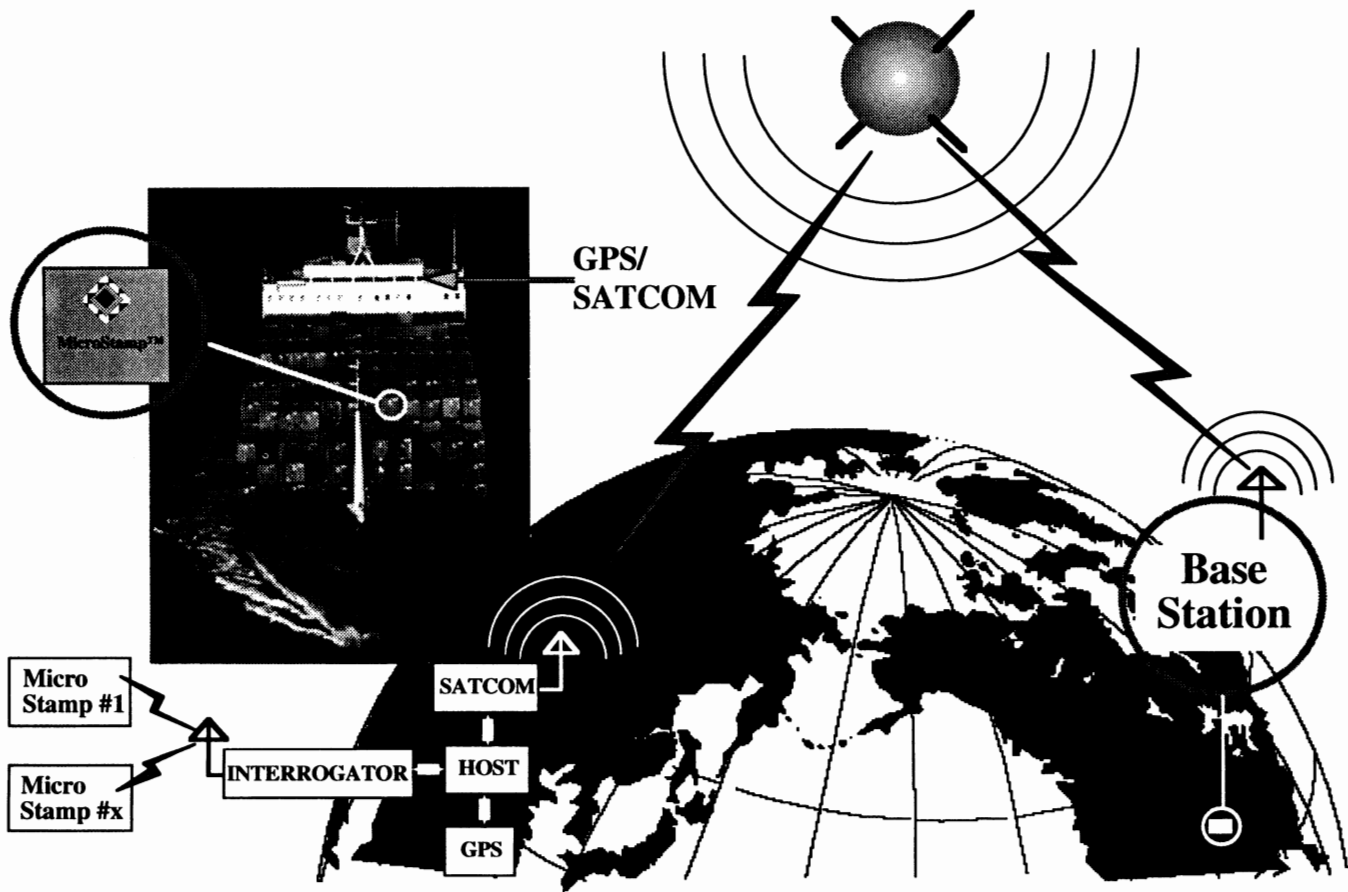 GPS/
SATCOM
MicroStamp™
Base
Station
Micro
Stamp #1
SATCOM
INTERROGATOR
HOST
Micro
Stamp #x
GPS